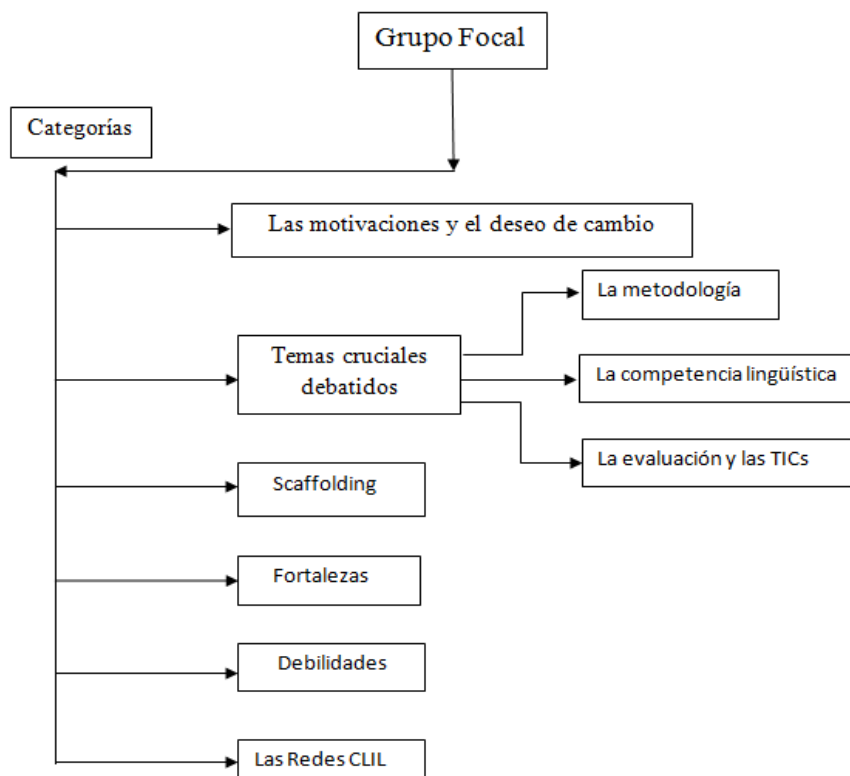 Grupo Focal
Categorías
Las motivaciones y el deseo de cambio
La metodología
Temas cruciales
debatidos
La competencia lingüística
La evaluación y las TICs
Scaffolding
Fortalezas
Debilidades
Las Redes CLIL